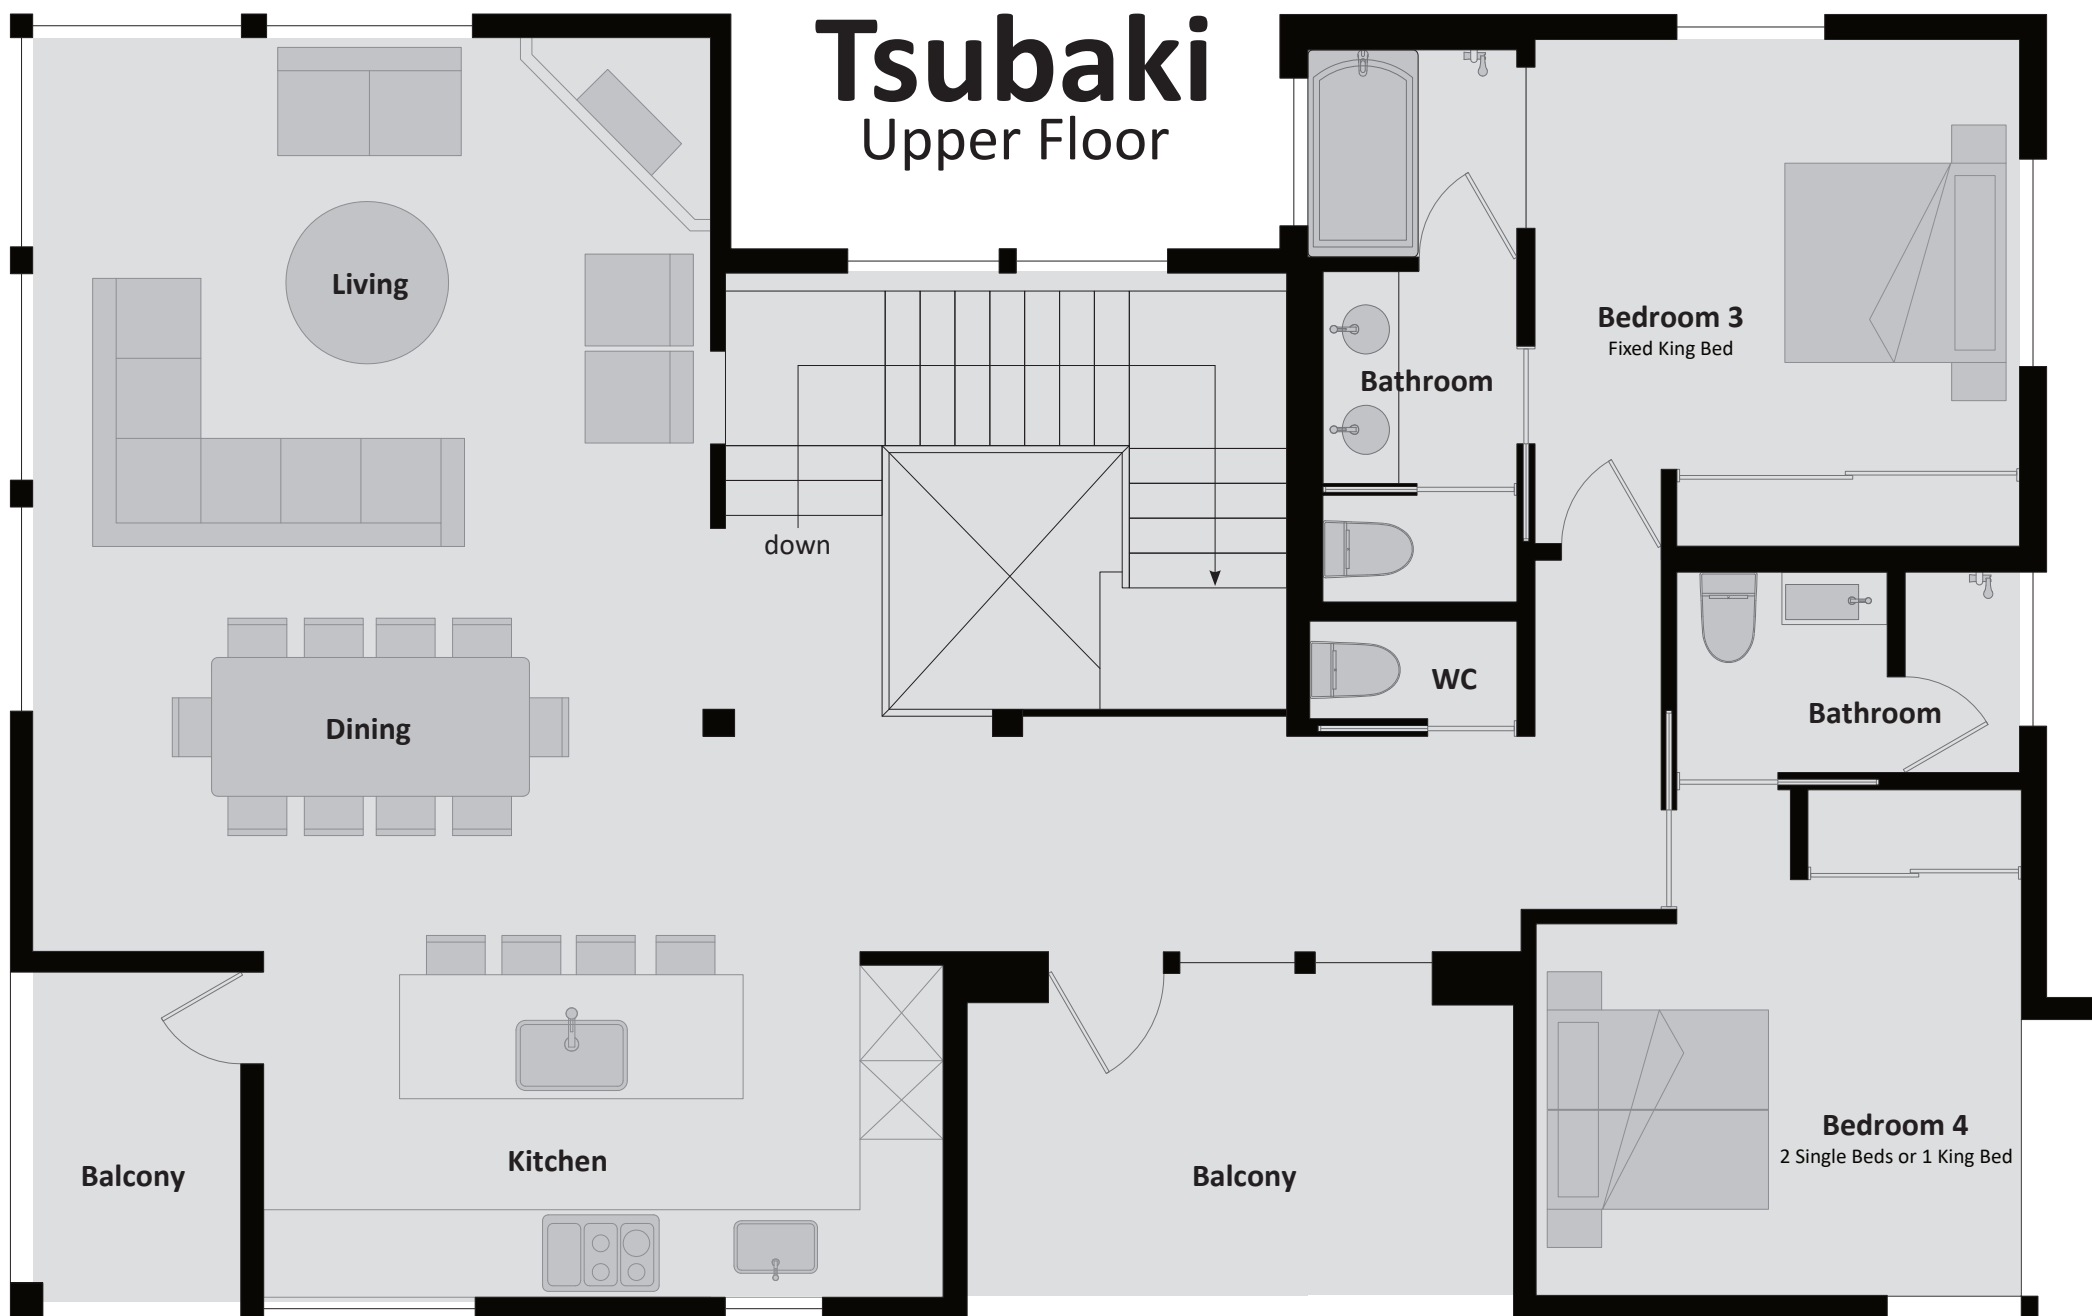 Tsubaki
Upper Floor
Living
Bedroom 3
Fixed King Bed
Bathroom
down
WC
Bathroom
Dining
Bedroom 4
2 Single Beds or 1 King Bed
Kitchen
Balcony
Balcony